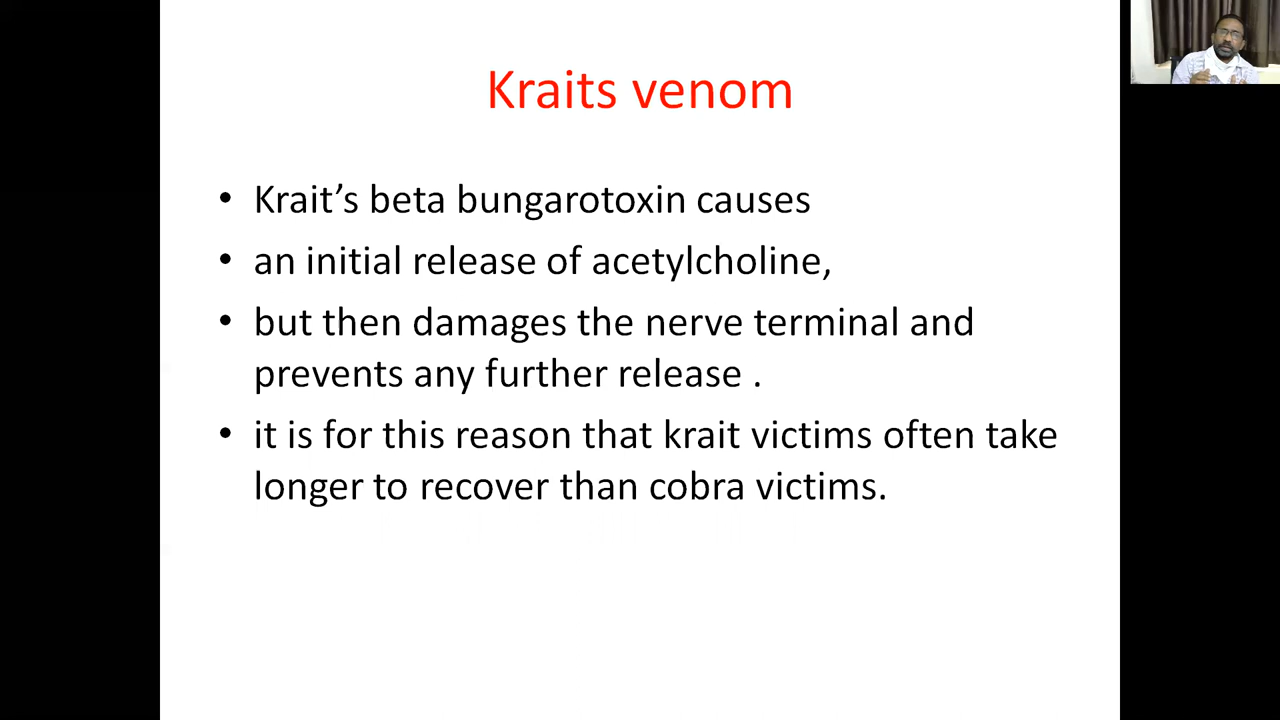 Kraits venom
• Krait’s beta bungarotoxin causes
• an initial release of acetylcholine,
• but then damages the nerve terminal and
prevents any further release .
• it is for this reason that krait victims often take
longer to recover than cobra victims.